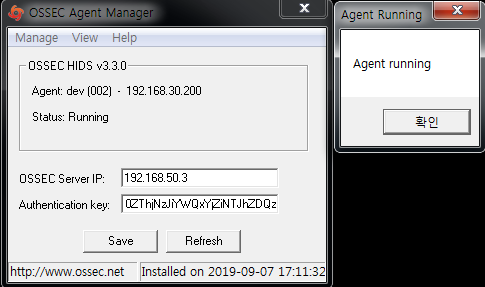 OSSEC Agent Manager
Manage View Help
OSSEC HIDS v3.3.0
Agent: dev (002) - 192.168.30.200
Status: Running
OSSEC Server IP: 192.168.50.3
Authentication key: 0ZThjNzJiYWQxYjZiNTJhZDQz
Save Refresh
http://www.ossec.net Installed on 2019-09-07 17:11:32
Agent Running
Agent running
확인